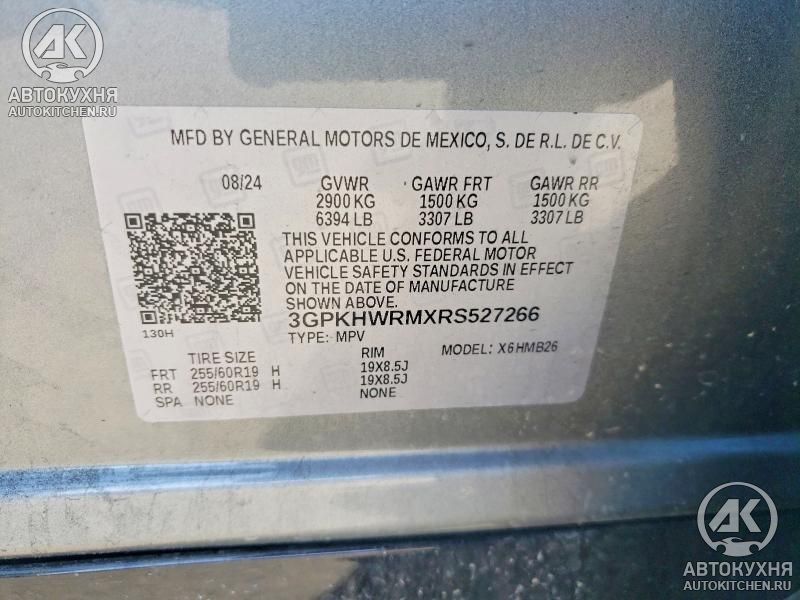 АК
АВТОКУХНЯ
AUTOKITCHEN.RU
MFD BY GENERAL MOTORS DE MEXICO, S. DE R.L. DE C.V.
08/24 GVWR GAWR FRT GAWR RR
2900 KG 1500 KG 1500 KG
6394 LB 3307 LB 3307 LB
THIS VEHICLE CONFORMS TO ALL
APPLICABLE U.S. FEDERAL MOTOR
VEHICLE SAFETY STANDARDS IN EFFECT
ON THE DATE OF MANUFACTURE
SHOWN ABOVE.
130H
3GPKHWRMXRS527266
TYPE: MPV MODEL: X6HMB26
TIRE SIZE RIM
FRT 255/60R19 H 19X8.5J
RR 255/60R19 H 19X8.5J
SPA NONE NONE
АК
АВТОКУХНЯ
AUTOKITCHEN.RU